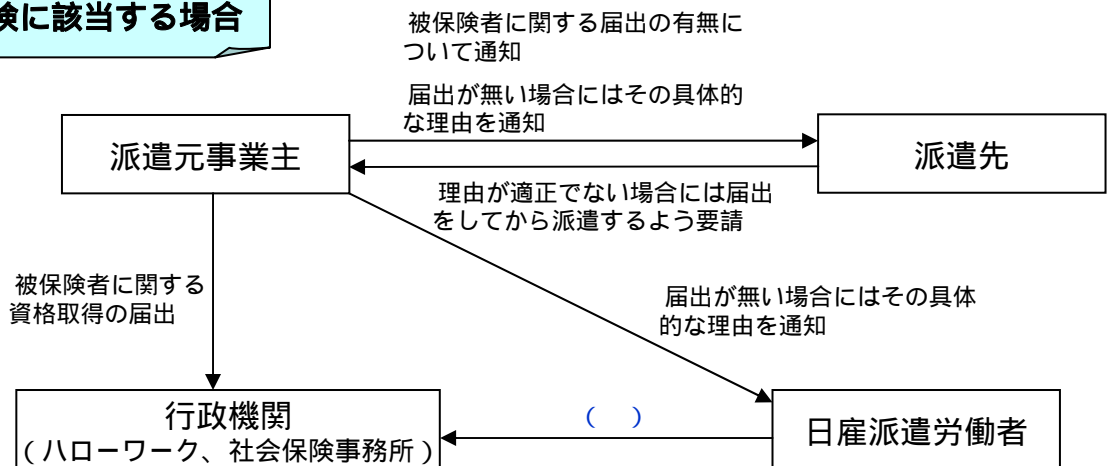 険に該当する場合
被保険者に関する届出の有無に
ついて通知
届出が無い場合にはその具体的
な理由を通知
派遣元事業主
派遣先
理由が適正でない場合には届出
をしてから派遣するよう要請
被保険者に関する
資格取得の届出
届出が無い場合にはその具体
的な理由を通知
行政機関
(ハローワーク、社会保険事務所)
(　)
日雇派遣労働者